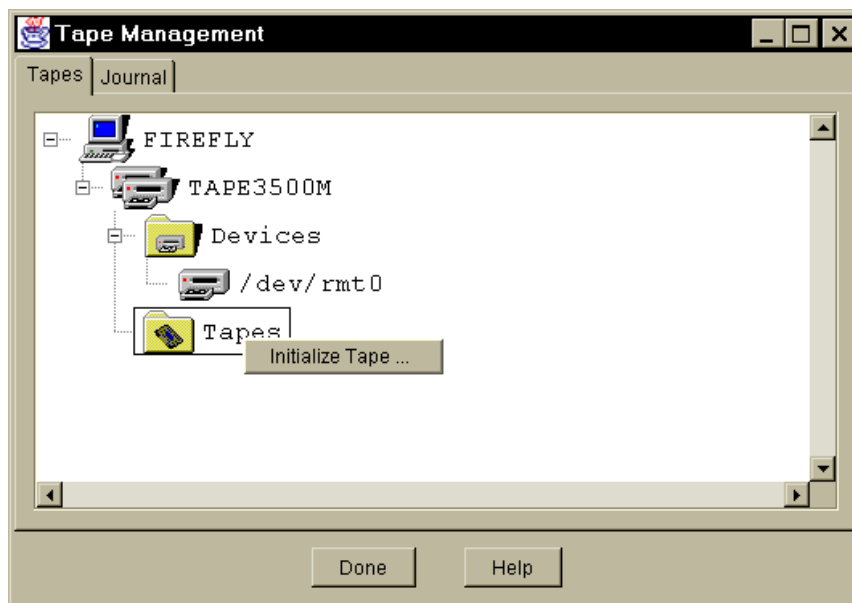 Tape Management
Tapes Journal
FIREFLY
TAPE3500M
Devices
/dev/rmt0
Tapes
Initialize Tape ...
Done Help